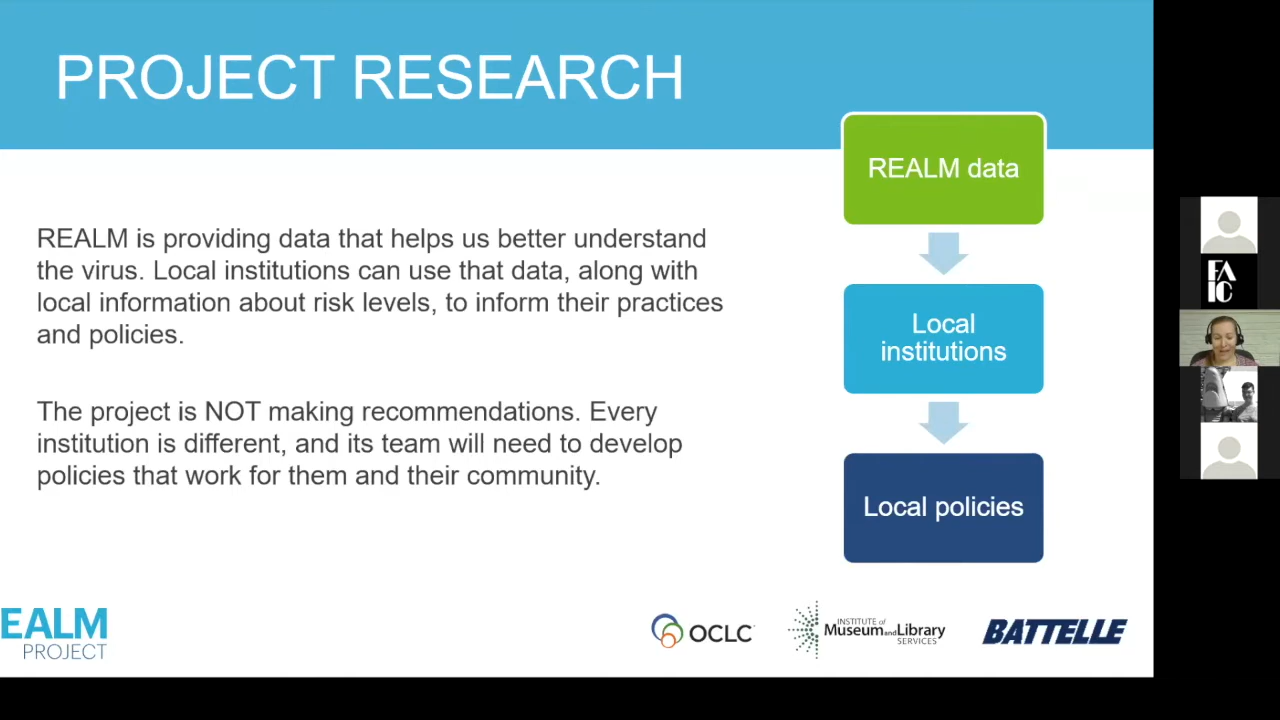 PROJECT RESEARCH
REALM data
REALM is providing data that helps us better understand
the virus. Local institutions can use that data, along with
local information about risk levels, to inform their practices
and policies.
Local
institutions
The project is NOT making recommendations. Every
institution is different, and its team will need to develop
policies that work for them and their community.
Local policies
EALM
PROJECT
OCLC
INSTITUTE of
Museum and Library
SERVICES
BATTELLE
FA
IC